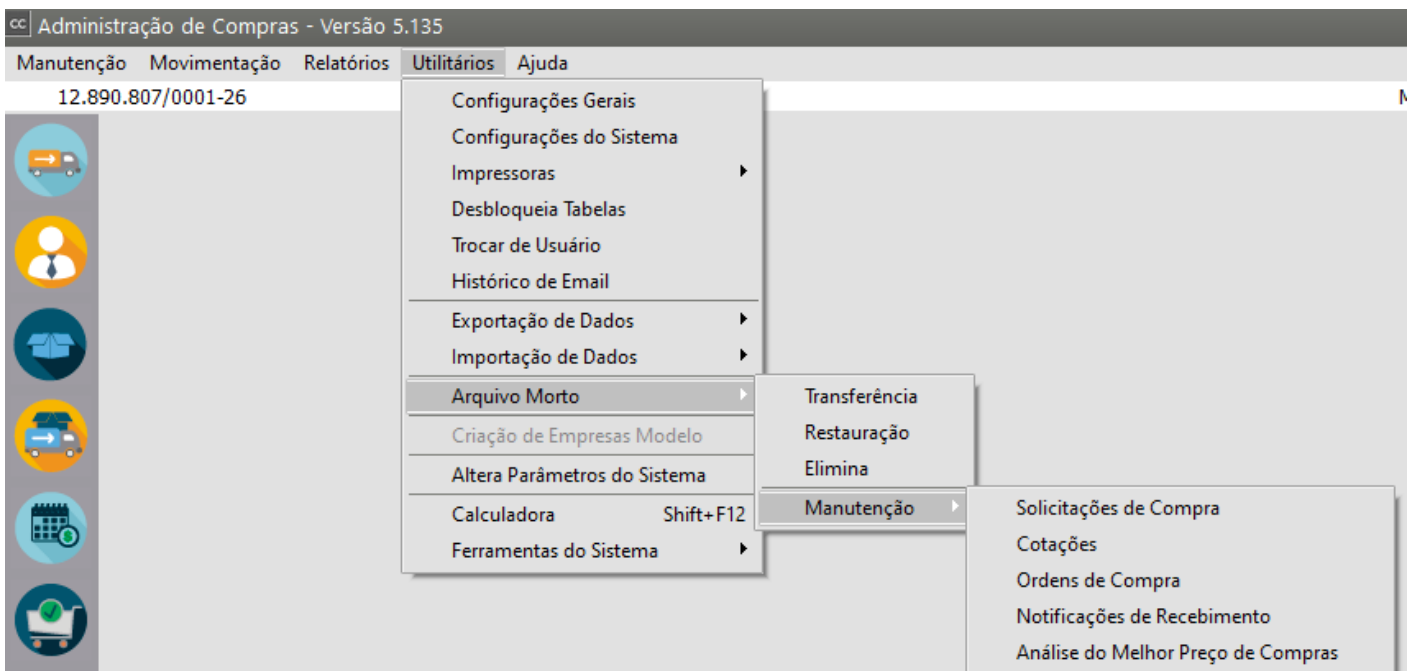 cc Administração de Compras - Versão 5.135
Manutenção Movimentação Relatórios Utilitários Ajuda
12.890.807/0001-26
Configurações Gerais
Configurações do Sistema
Impressoras
Desbloqueia Tabelas
Trocar de Usuário
Histórico de Email
Exportação de Dados
Importação de Dados
Arquivo Morto
Criação de Empresas Modelo
Altera Parâmetros do Sistema
Calculadora Shift+F12
Ferramentas do Sistema
Transferência
Restauração
Elimina
Manutenção
Solicitações de Compra
Cotações
Ordens de Compra
Notificações de Recebimento
Análise do Melhor Preço de Compras